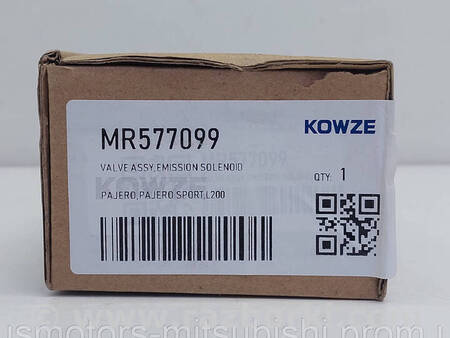 MR577099
KOWZE
VALVE ASSY,EMISSION SOLENOID
QTY: 1
PAJERO,PAJERO SPORT,L200